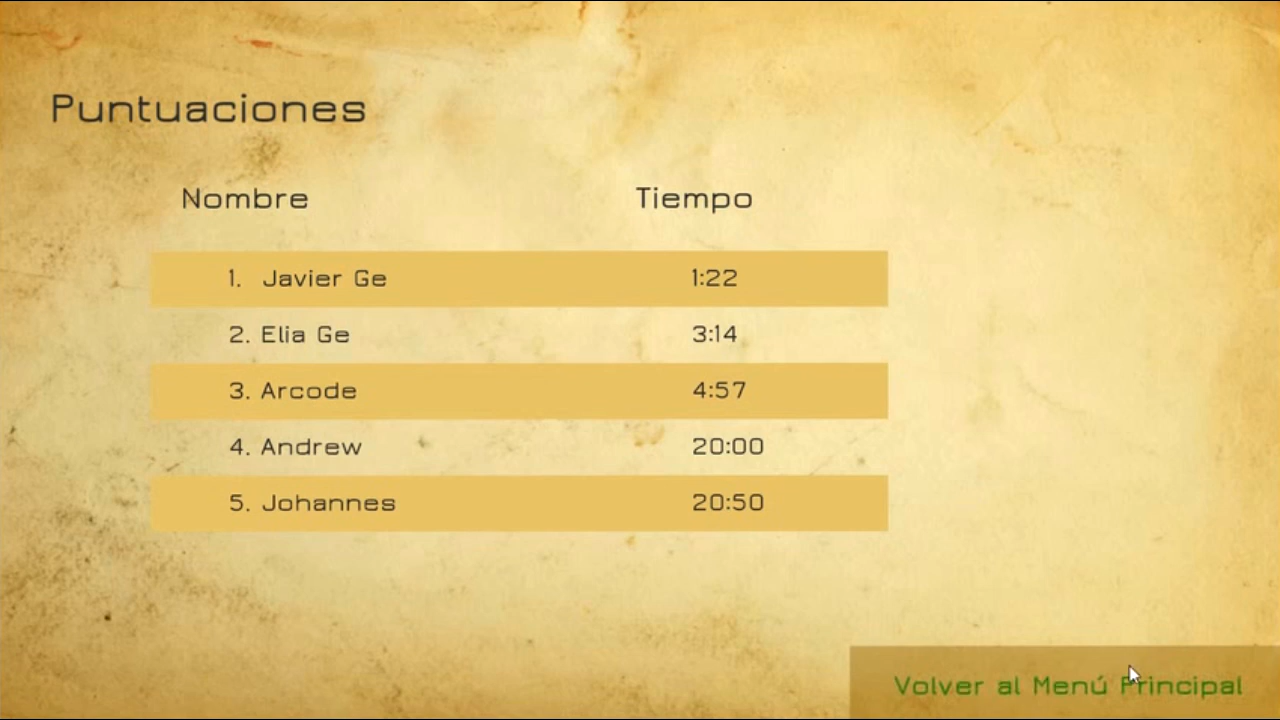 Puntuaciones
Nombre Tiempo
1. Javier Ge 1:22
2. Elia Ge 3:14
3. Arcode 4:57
4. Andrew 20:00
5. Johannes 20:50
Volver al Menú Principal